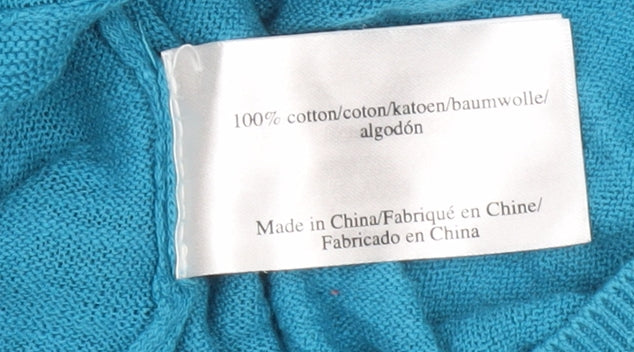 100% cotton/coton/katoen/baumwolle/
algodón
Made in China/Fabriqué en Chine/
Fabricado en China